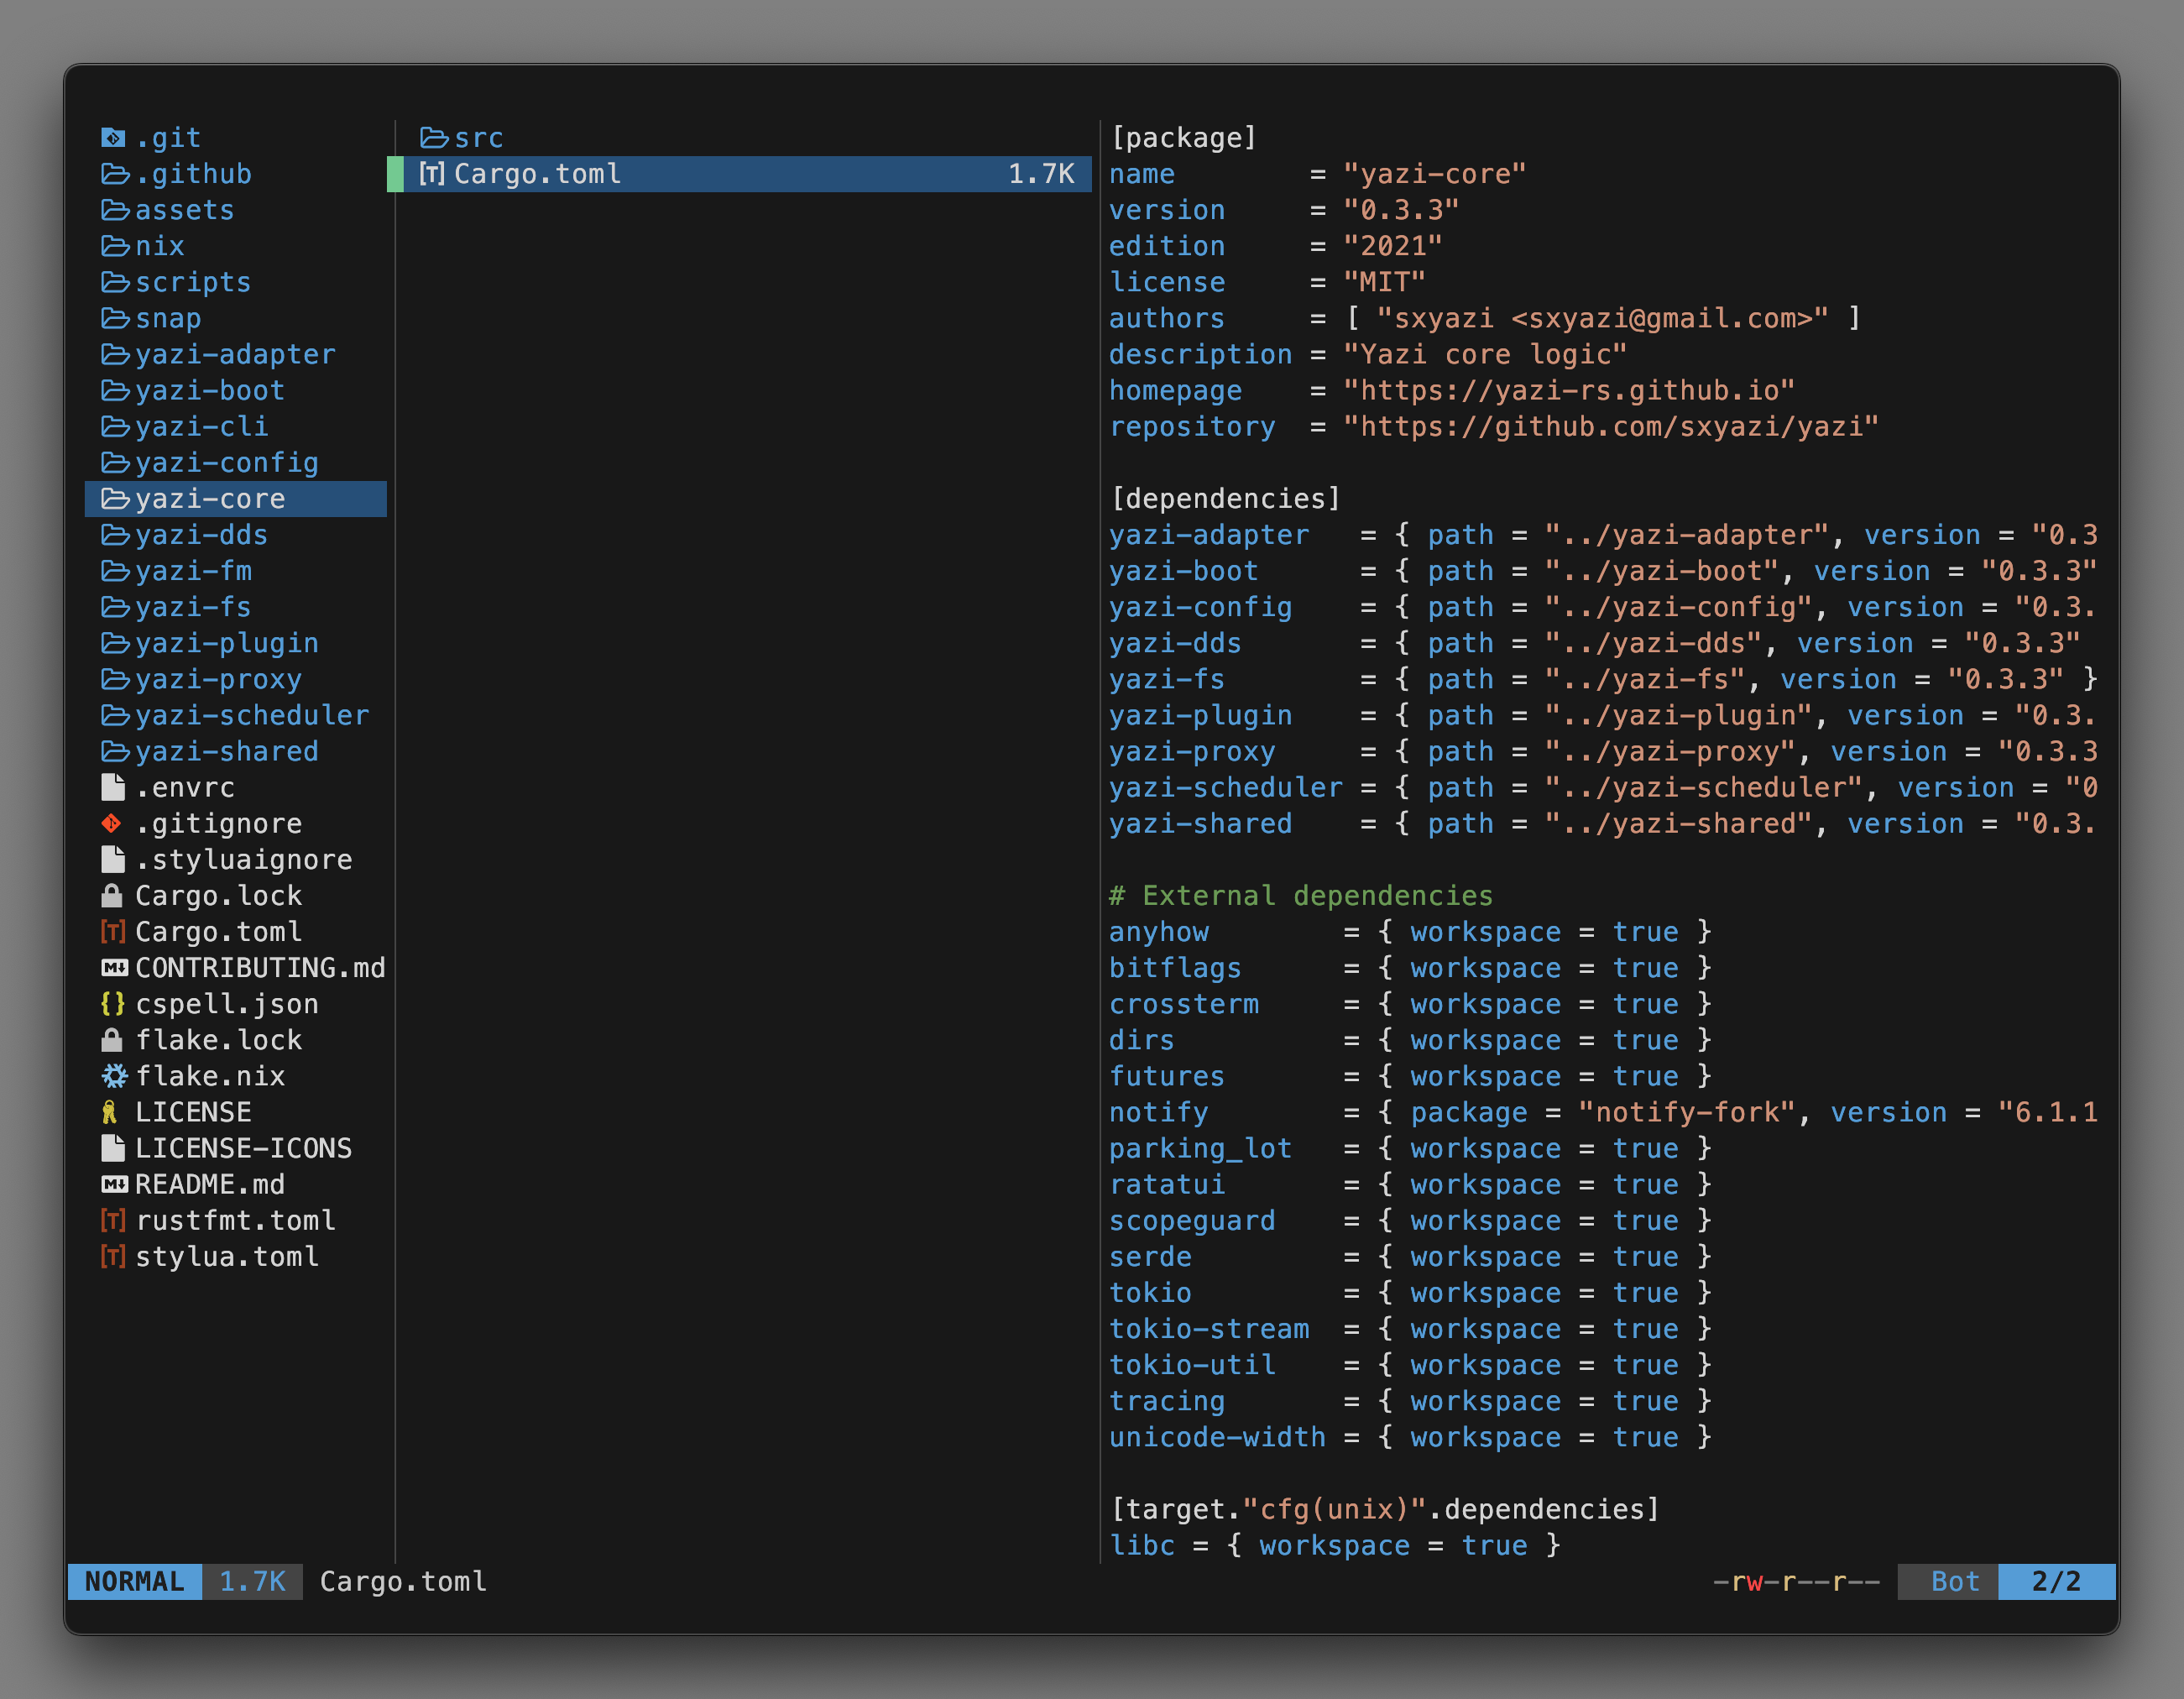 .git
.github
assets
nix
scripts
snap
yazi-adapter
yazi-boot
yazi-cli
yazi-config
yazi-core
yazi-dds
yazi-fm
yazi-fs
yazi-plugin
yazi-proxy
yazi-scheduler
yazi-shared
.envrc
.gitignore
.styluaignore
Cargo.lock
Cargo.toml
CONTRIBUTING.md
cspell.json
flake.lock
flake.nix
LICENSE
LICENSE-ICONS
README.md
rustfmt.toml
stylua.toml
src
Cargo.toml 1.7K
[package]
name        = "yazi-core"
version     = "0.3.3"
edition     = "2021"
license     = "MIT"
authors     = [ "sxyazi <sxyazi@gmail.com>" ]
description = "Yazi core logic"
homepage    = "https://yazi-rs.github.io"
repository  = "https://github.com/sxyazi/yazi"
[dependencies]
yazi-adapter   = { path = "../yazi-adapter", version = "0.3
yazi-boot      = { path = "../yazi-boot", version = "0.3.3"
yazi-config    = { path = "../yazi-config", version = "0.3.
yazi-dds       = { path = "../yazi-dds", version = "0.3.3"
yazi-fs        = { path = "../yazi-fs", version = "0.3.3" }
yazi-plugin    = { path = "../yazi-plugin", version = "0.3.
yazi-proxy     = { path = "../yazi-proxy", version = "0.3.3
yazi-scheduler = { path = "../yazi-scheduler", version = "0
yazi-shared    = { path = "../yazi-shared", version = "0.3.
# External dependencies
anyhow        = { workspace = true }
bitflags      = { workspace = true }
crossterm     = { workspace = true }
dirs          = { workspace = true }
futures       = { workspace = true }
notify        = { package = "notify-fork", version = "6.1.1
parking_lot   = { workspace = true }
ratatui       = { workspace = true }
scopeguard    = { workspace = true }
serde         = { workspace = true }
tokio         = { workspace = true }
tokio-stream  = { workspace = true }
tokio-util    = { workspace = true }
tracing       = { workspace = true }
unicode-width = { workspace = true }
[target."cfg(unix)".dependencies]
libc = { workspace = true }
NORMAL 1.7K Cargo.toml -rw-r--r-- Bot 2/2